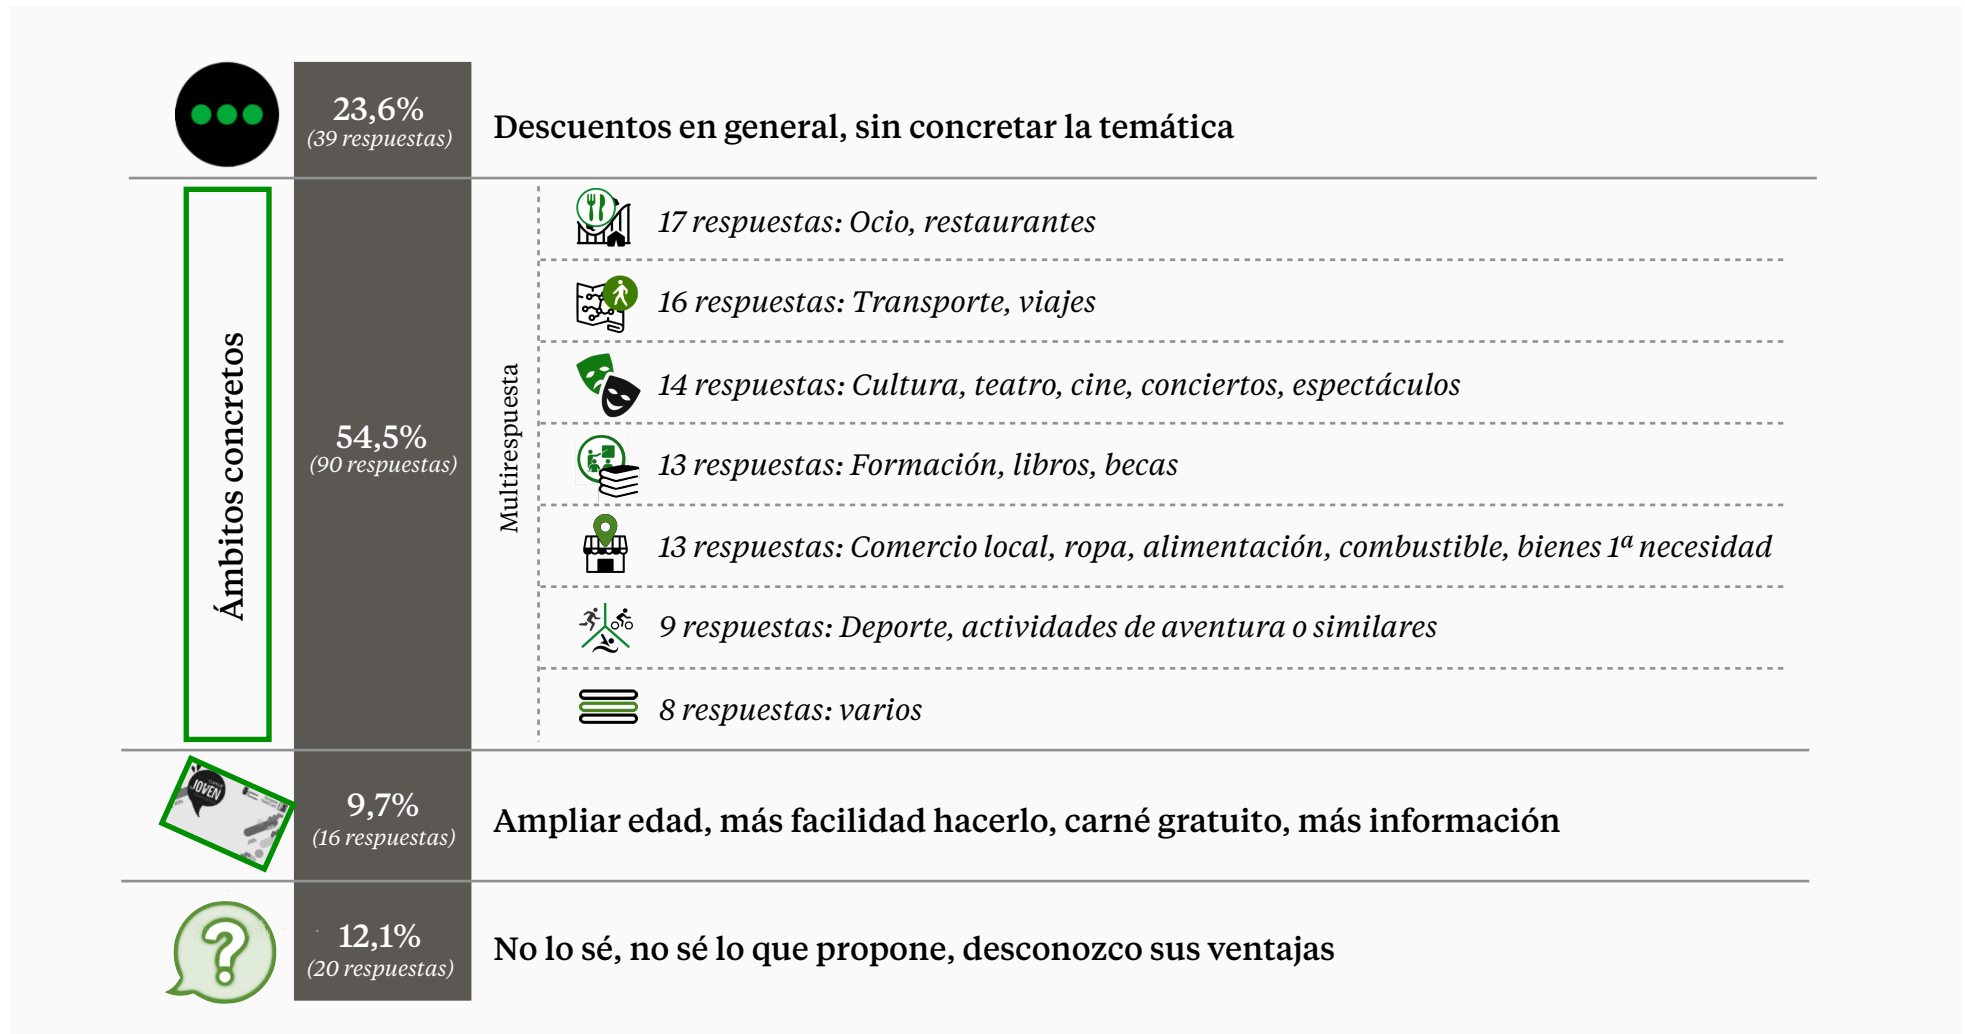 23,6%
(39 respuestas)
Descuentos en general, sin concretar la temática
Ámbitos concretos
54,5%
(90 respuestas)
Multirespuesta
17 respuestas: Ocio, restaurantes
16 respuestas: Transporte, viajes
14 respuestas: Cultura, teatro, cine, conciertos, espectáculos
13 respuestas: Formación, libros, becas
13 respuestas: Comercio local, ropa, alimentación, combustible, bienes 1ª necesidad
9 respuestas: Deporte, actividades de aventura o similares
8 respuestas: varios
JOVEN
9,7%
(16 respuestas)
Ampliar edad, más facilidad hacerlo, carné gratuito, más información
?
12,1%
(20 respuestas)
No lo sé, no sé lo que propone, desconozco sus ventajas